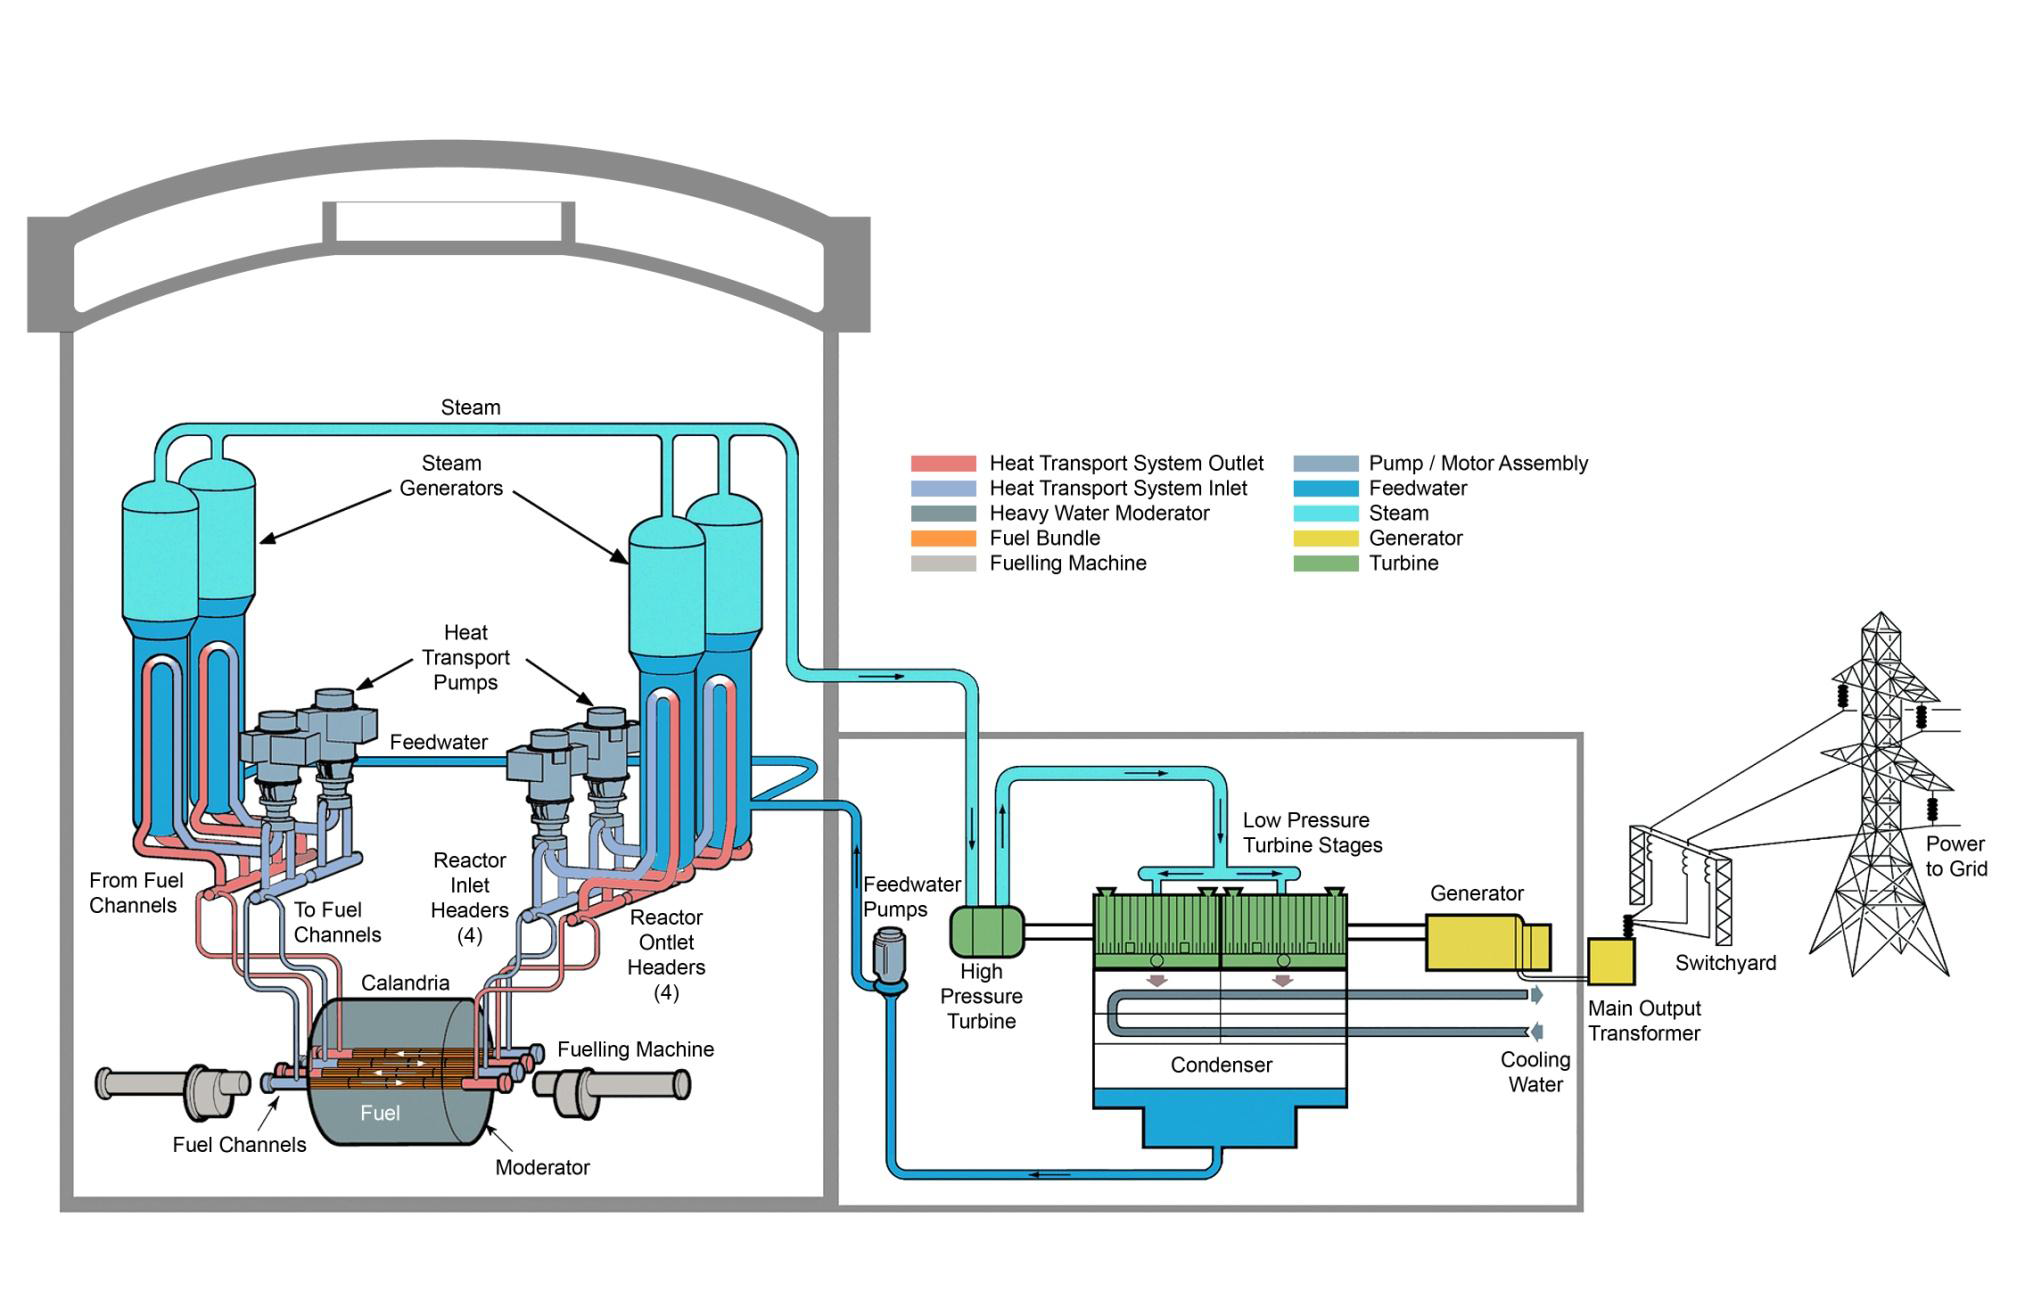 Steam
Steam
Generators
Heat
Transport
Pumps
Feedwater
From Fuel
Channels
To Fuel
Channels
Reactor
Inlet
Headers
(4)
Reactor
Ontlet
Headers
(4)
Calandria
Fuelling Machine
Fuel
Fuel Channels
Moderator
Heat Transport System Outlet
Heat Transport System Inlet
Heavy Water Moderator
Fuel Bundle
Fuelling Machine
Pump / Motor Assembly
Feedwater
Steam
Generator
Turbine
Feedwater
Pumps
High
Pressure
Turbine
Low Pressure
Turbine Stages
Generator
Condenser
Cooling
Water
Main Output
Transformer
Switchyard
Power
to Grid